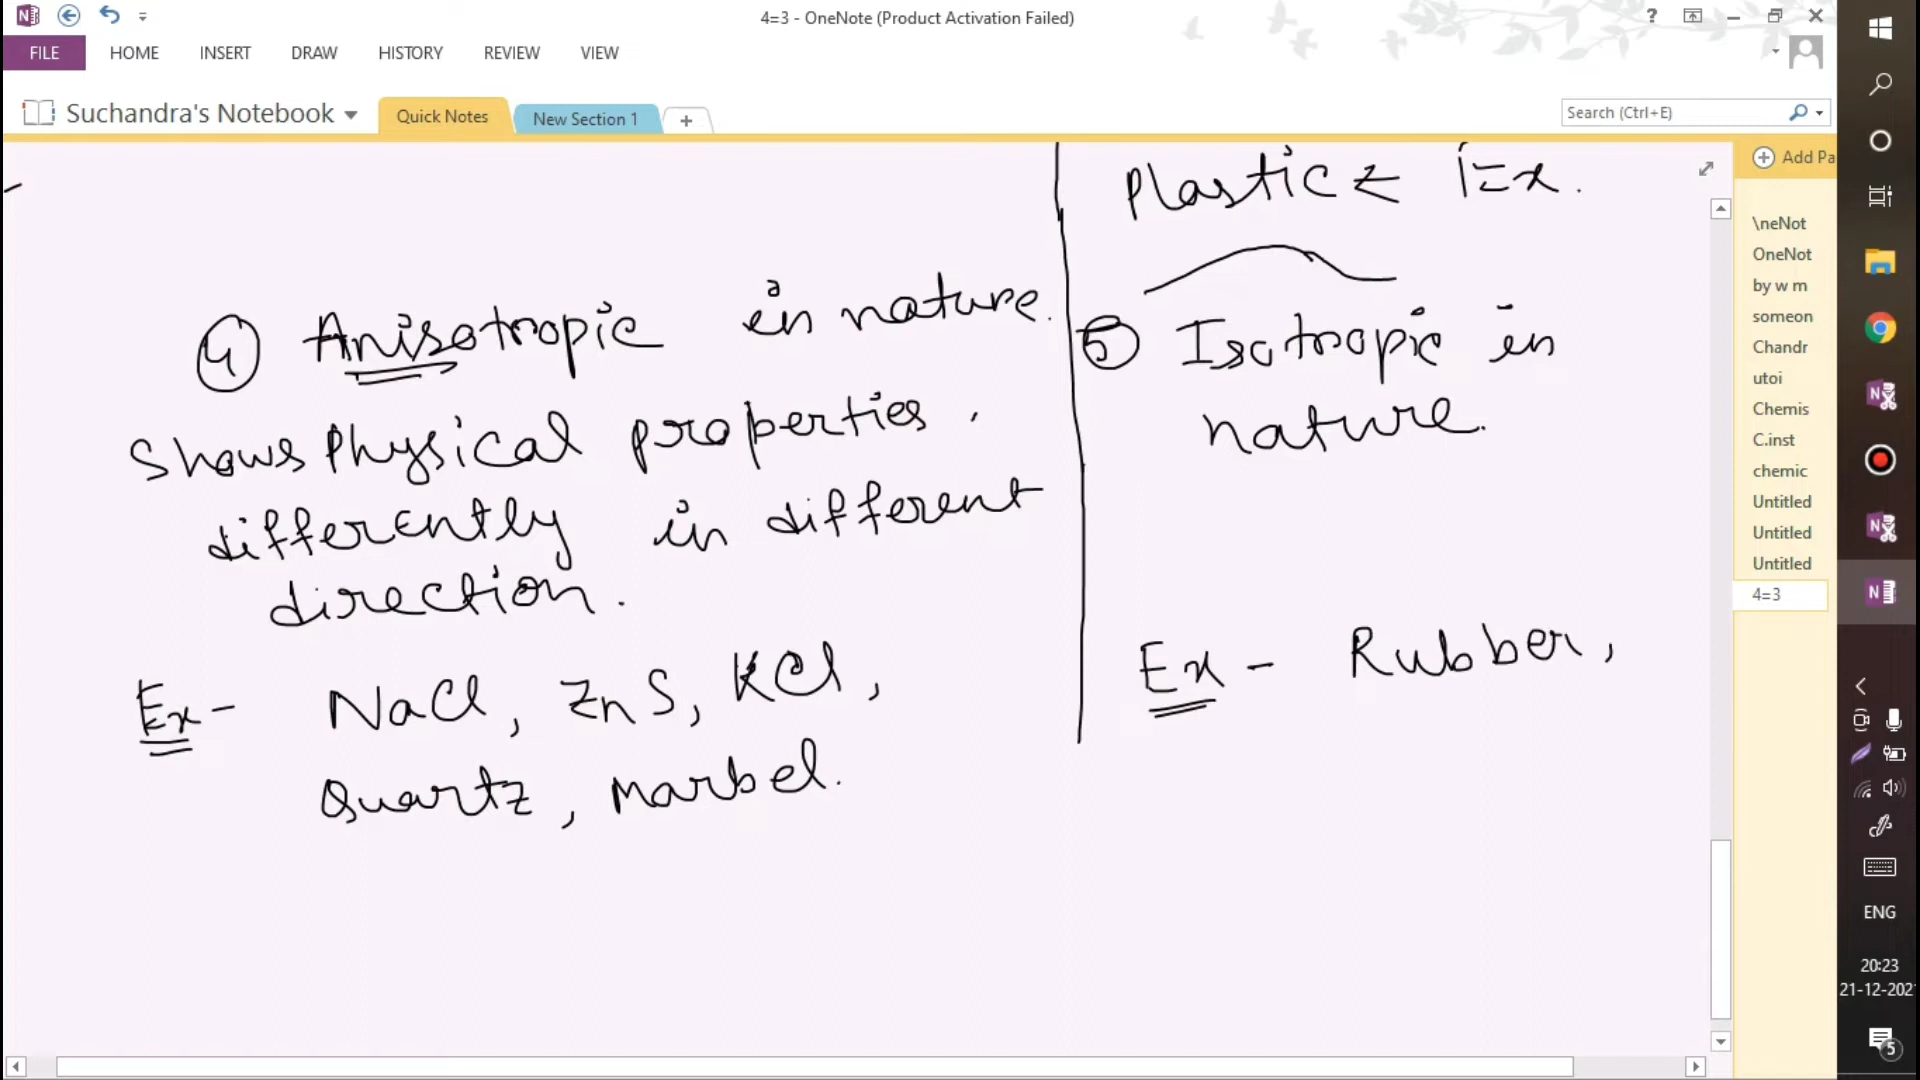 4=3 - OneNote (Product Activation Failed)
FILE HOME INSERT DRAW HISTORY REVIEW VIEW
Suchandra's Notebook Quick Notes New Section 1 +
Search (Ctrl+E)
Add Pa
\neNot
OneNot
by w m
someon
Chandr
utoi
Chemis
C.inst
chemic
Untitled
Untitled
Untitled
4=3
④ Anisotropic in nature.
shows Physical properties.
differently in different
direction.
Ex- NaCl, ZnS, KCl,
Quartz, Marbel.
Plastic Ex.
⑤ Isotropic in
nature.
Ex - Rubber,
ENG
20:23
21-12-202
5